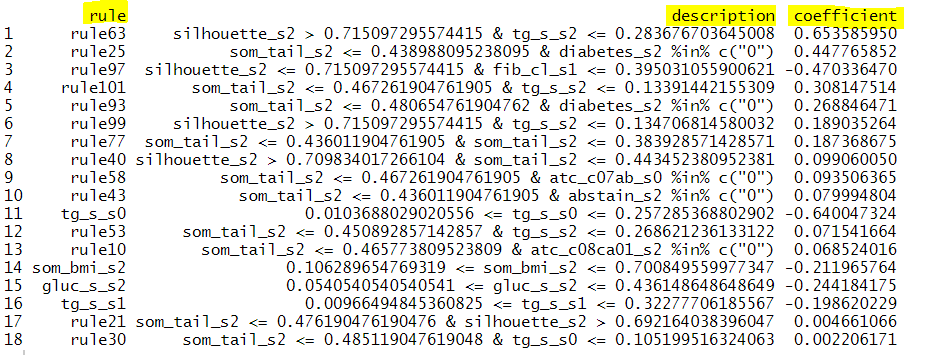 rule description coefficient
1 rule63 silhouette_s2 > 0.715097295574415 & tg_s_s2 <= 0.283676703645008 0.653585950
2 rule25 som_tail_s2 <= 0.438988095238095 & diabetes_s2 %in% c("0") 0.447765852
3 rule97 silhouette_s2 <= 0.715097295574415 & fib_cl_s1 <= 0.395031055900621 -0.470336470
4 rule101 som_tail_s2 <= 0.467261904761905 & tg_s_s2 <= 0.13391442155309 0.308147514
5 rule93 som_tail_s2 <= 0.480654761904762 & diabetes_s2 %in% c("0") 0.268846471
6 rule99 silhouette_s2 > 0.715097295574415 & tg_s_s2 <= 0.134706814580032 0.189035264
7 rule77 som_tail_s2 <= 0.436011904761905 & som_tail_s2 <= 0.383928571428571 0.187368675
8 rule40 silhouette_s2 > 0.709834017266104 & som_tail_s2 <= 0.443452380952381 0.099060050
9 rule58 som_tail_s2 <= 0.467261904761905 & atc_c07ab_s0 %in% c("0") 0.093506365
10 rule43 som_tail_s2 <= 0.436011904761905 & abstain_s2 %in% c("0") 0.079994804
11 tg_s_s0 0.0103688029020556 <= tg_s_s0 <= 0.257285368802902 -0.640047324
12 rule53 som_tail_s2 <= 0.450892857142857 & tg_s_s2 <= 0.268621236133122 0.071541664
13 rule10 som_tail_s2 <= 0.465773809523809 & atc_c08ca01_s2 %in% c("0") 0.068524016
14 som_bmi_s2 0.106289654769319 <= som_bmi_s2 <= 0.700849559977347 -0.211965764
15 gluc_s_s2 0.0540540540540541 <= gluc_s_s2 <= 0.436148648648649 -0.244184175
16 tg_s_s1 0.00966494845360825 <= tg_s_s1 <= 0.32277706185567 -0.198620229
17 rule21 som_tail_s2 <= 0.476190476190476 & silhouette_s2 > 0.692164038396047 0.004661066
18 rule30 som_tail_s2 <= 0.485119047619048 & tg_s_s0 <= 0.105199516324063 0.002206171